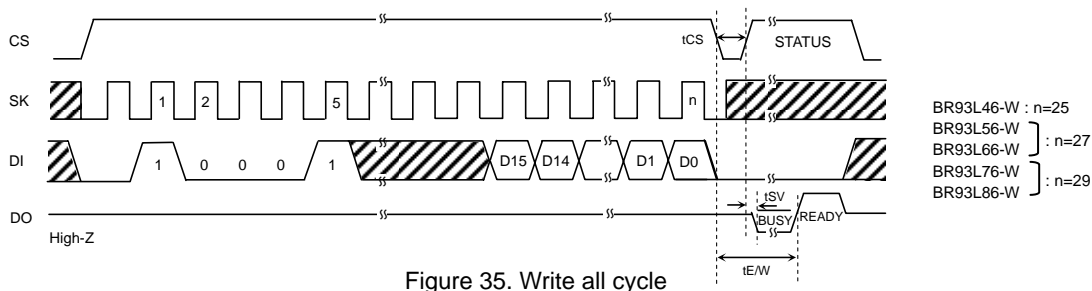 CS
tCS
STATUS
SK
1
2
5
n
BR93L46-W : n=25
BR93L56-W
BR93L66-W
: n=27
BR93L76-W
BR93L86-W
: n=29
DI
1
0
0
0
1
D15
D14
D1
D0
tSV
DO
BUSY
READY
High-Z
tE/W
Figure 35. Write all cycle